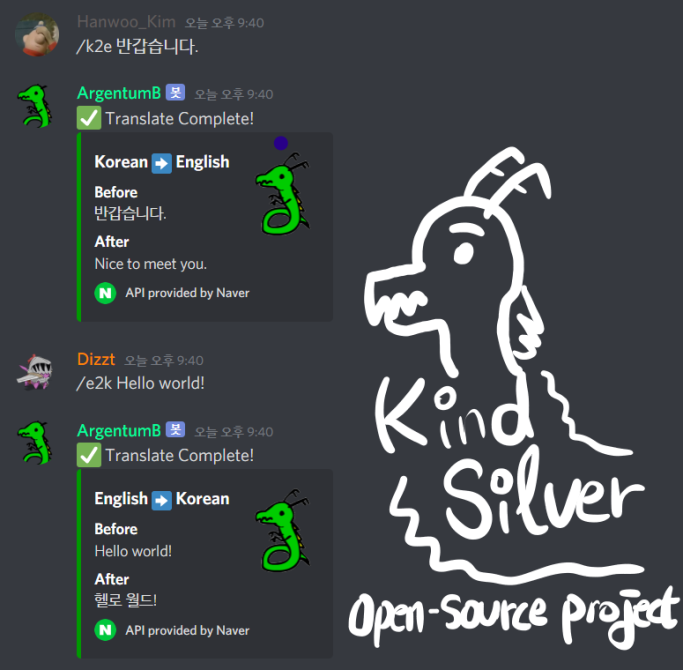 Hanwoo_Kim 오늘 오후 9:40
/k2e 반갑습니다.
ArgentumB 봇 오늘 오후 9:40
Translate Complete!
Korean ➡ English
Before
반갑습니다.
After
Nice to meet you.
N API provided by Naver
Dizzt 오늘 오후 9:40
/e2k Hello world!
ArgentumB 봇 오늘 오후 9:40
Translate Complete!
English ➡ Korean
Before
Hello world!
After
헬로 월드!
N API provided by Naver
Kind
Silver
Open-source project